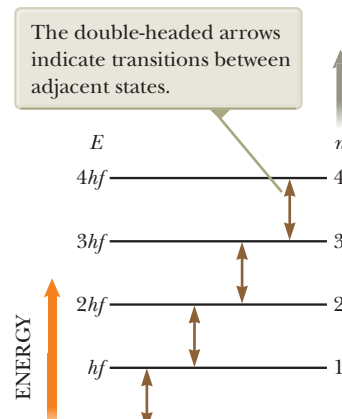 The double-headed arrows
indicate transitions between
adjacent states.
E n
4hf 4
3hf 3
2hf 2
hf 1
ENERGY